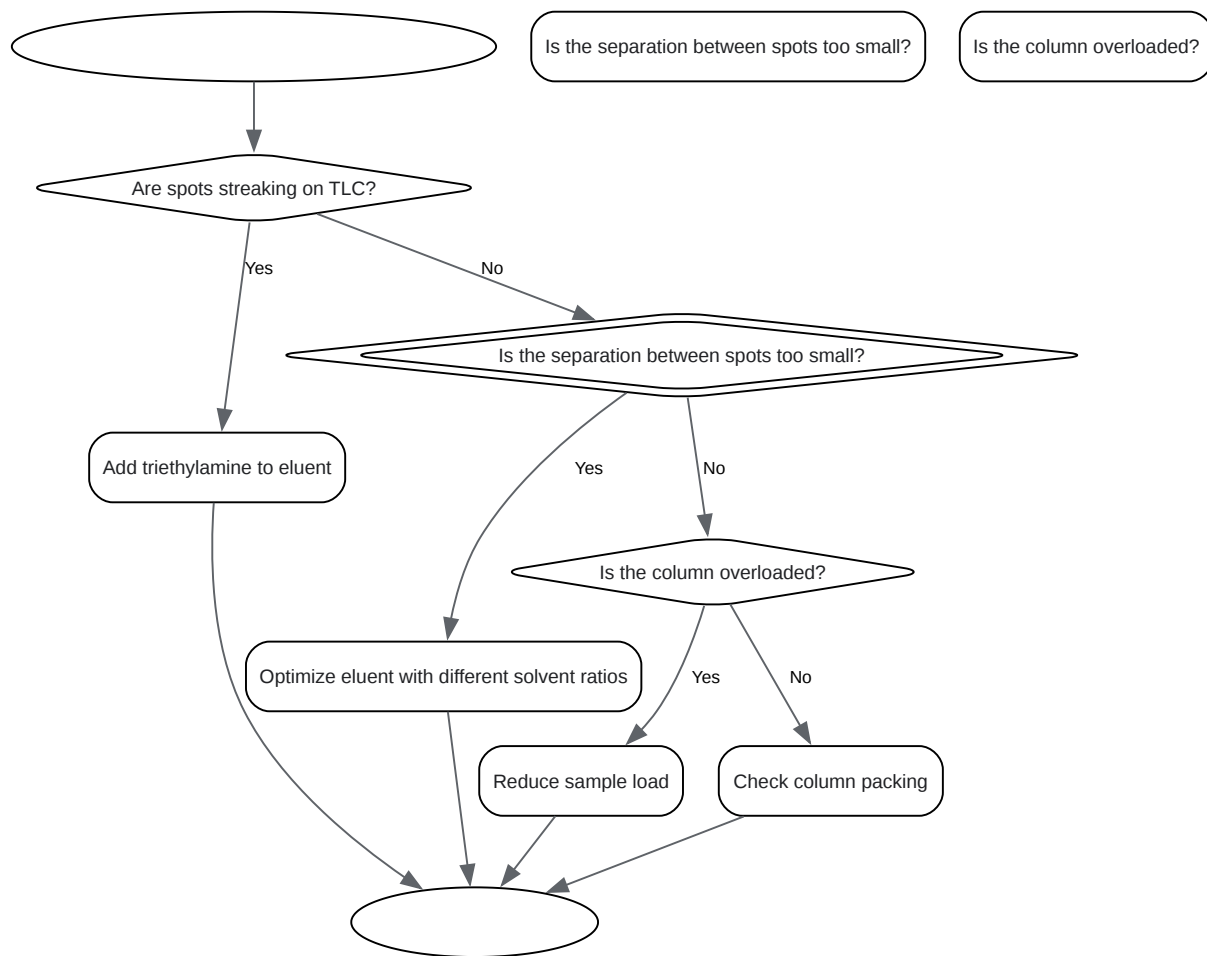 Is the separation between spots too small?
Is the column overloaded?
Are spots streaking on TLC?
Yes
No
Is the separation between spots too small?
Add triethylamine to eluent
Yes
No
Is the column overloaded?
Optimize eluent with different solvent ratios
Yes
No
Reduce sample load
Check column packing